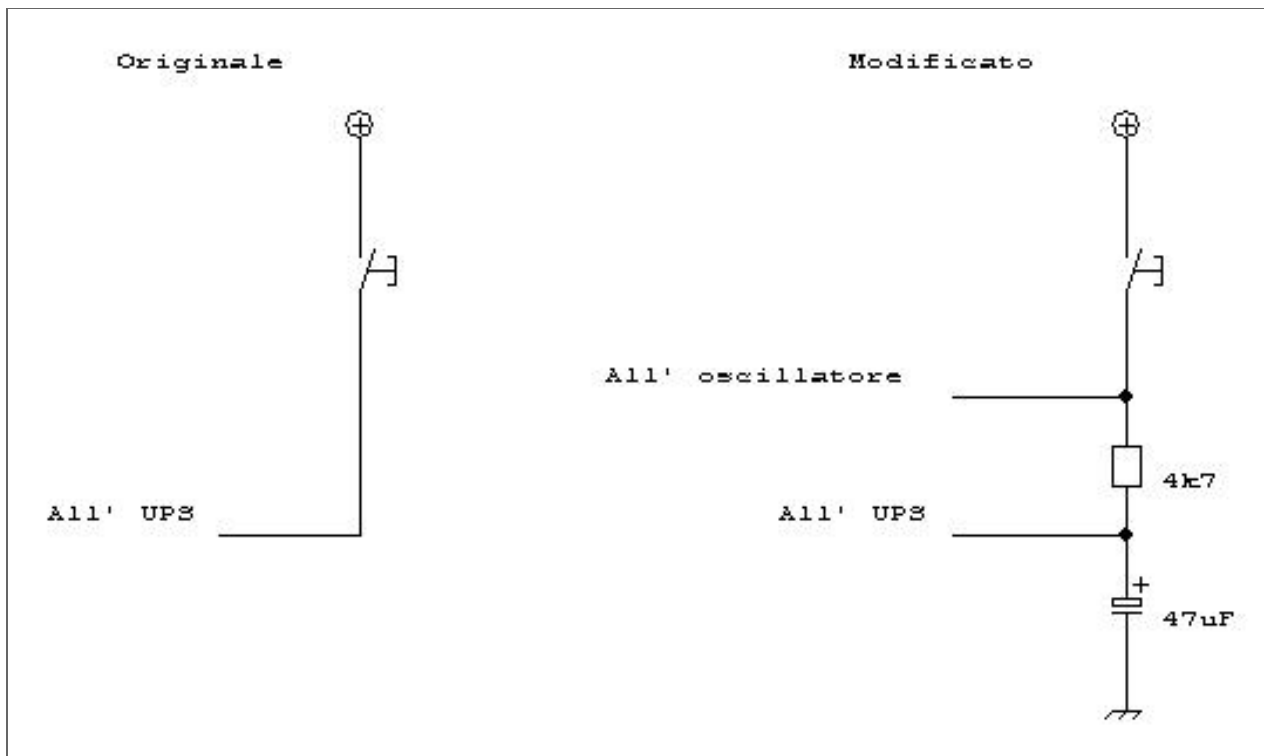 Originale
Modificato
All' oscillatore
4k7
All' UPS
All' UPS
+
47uF